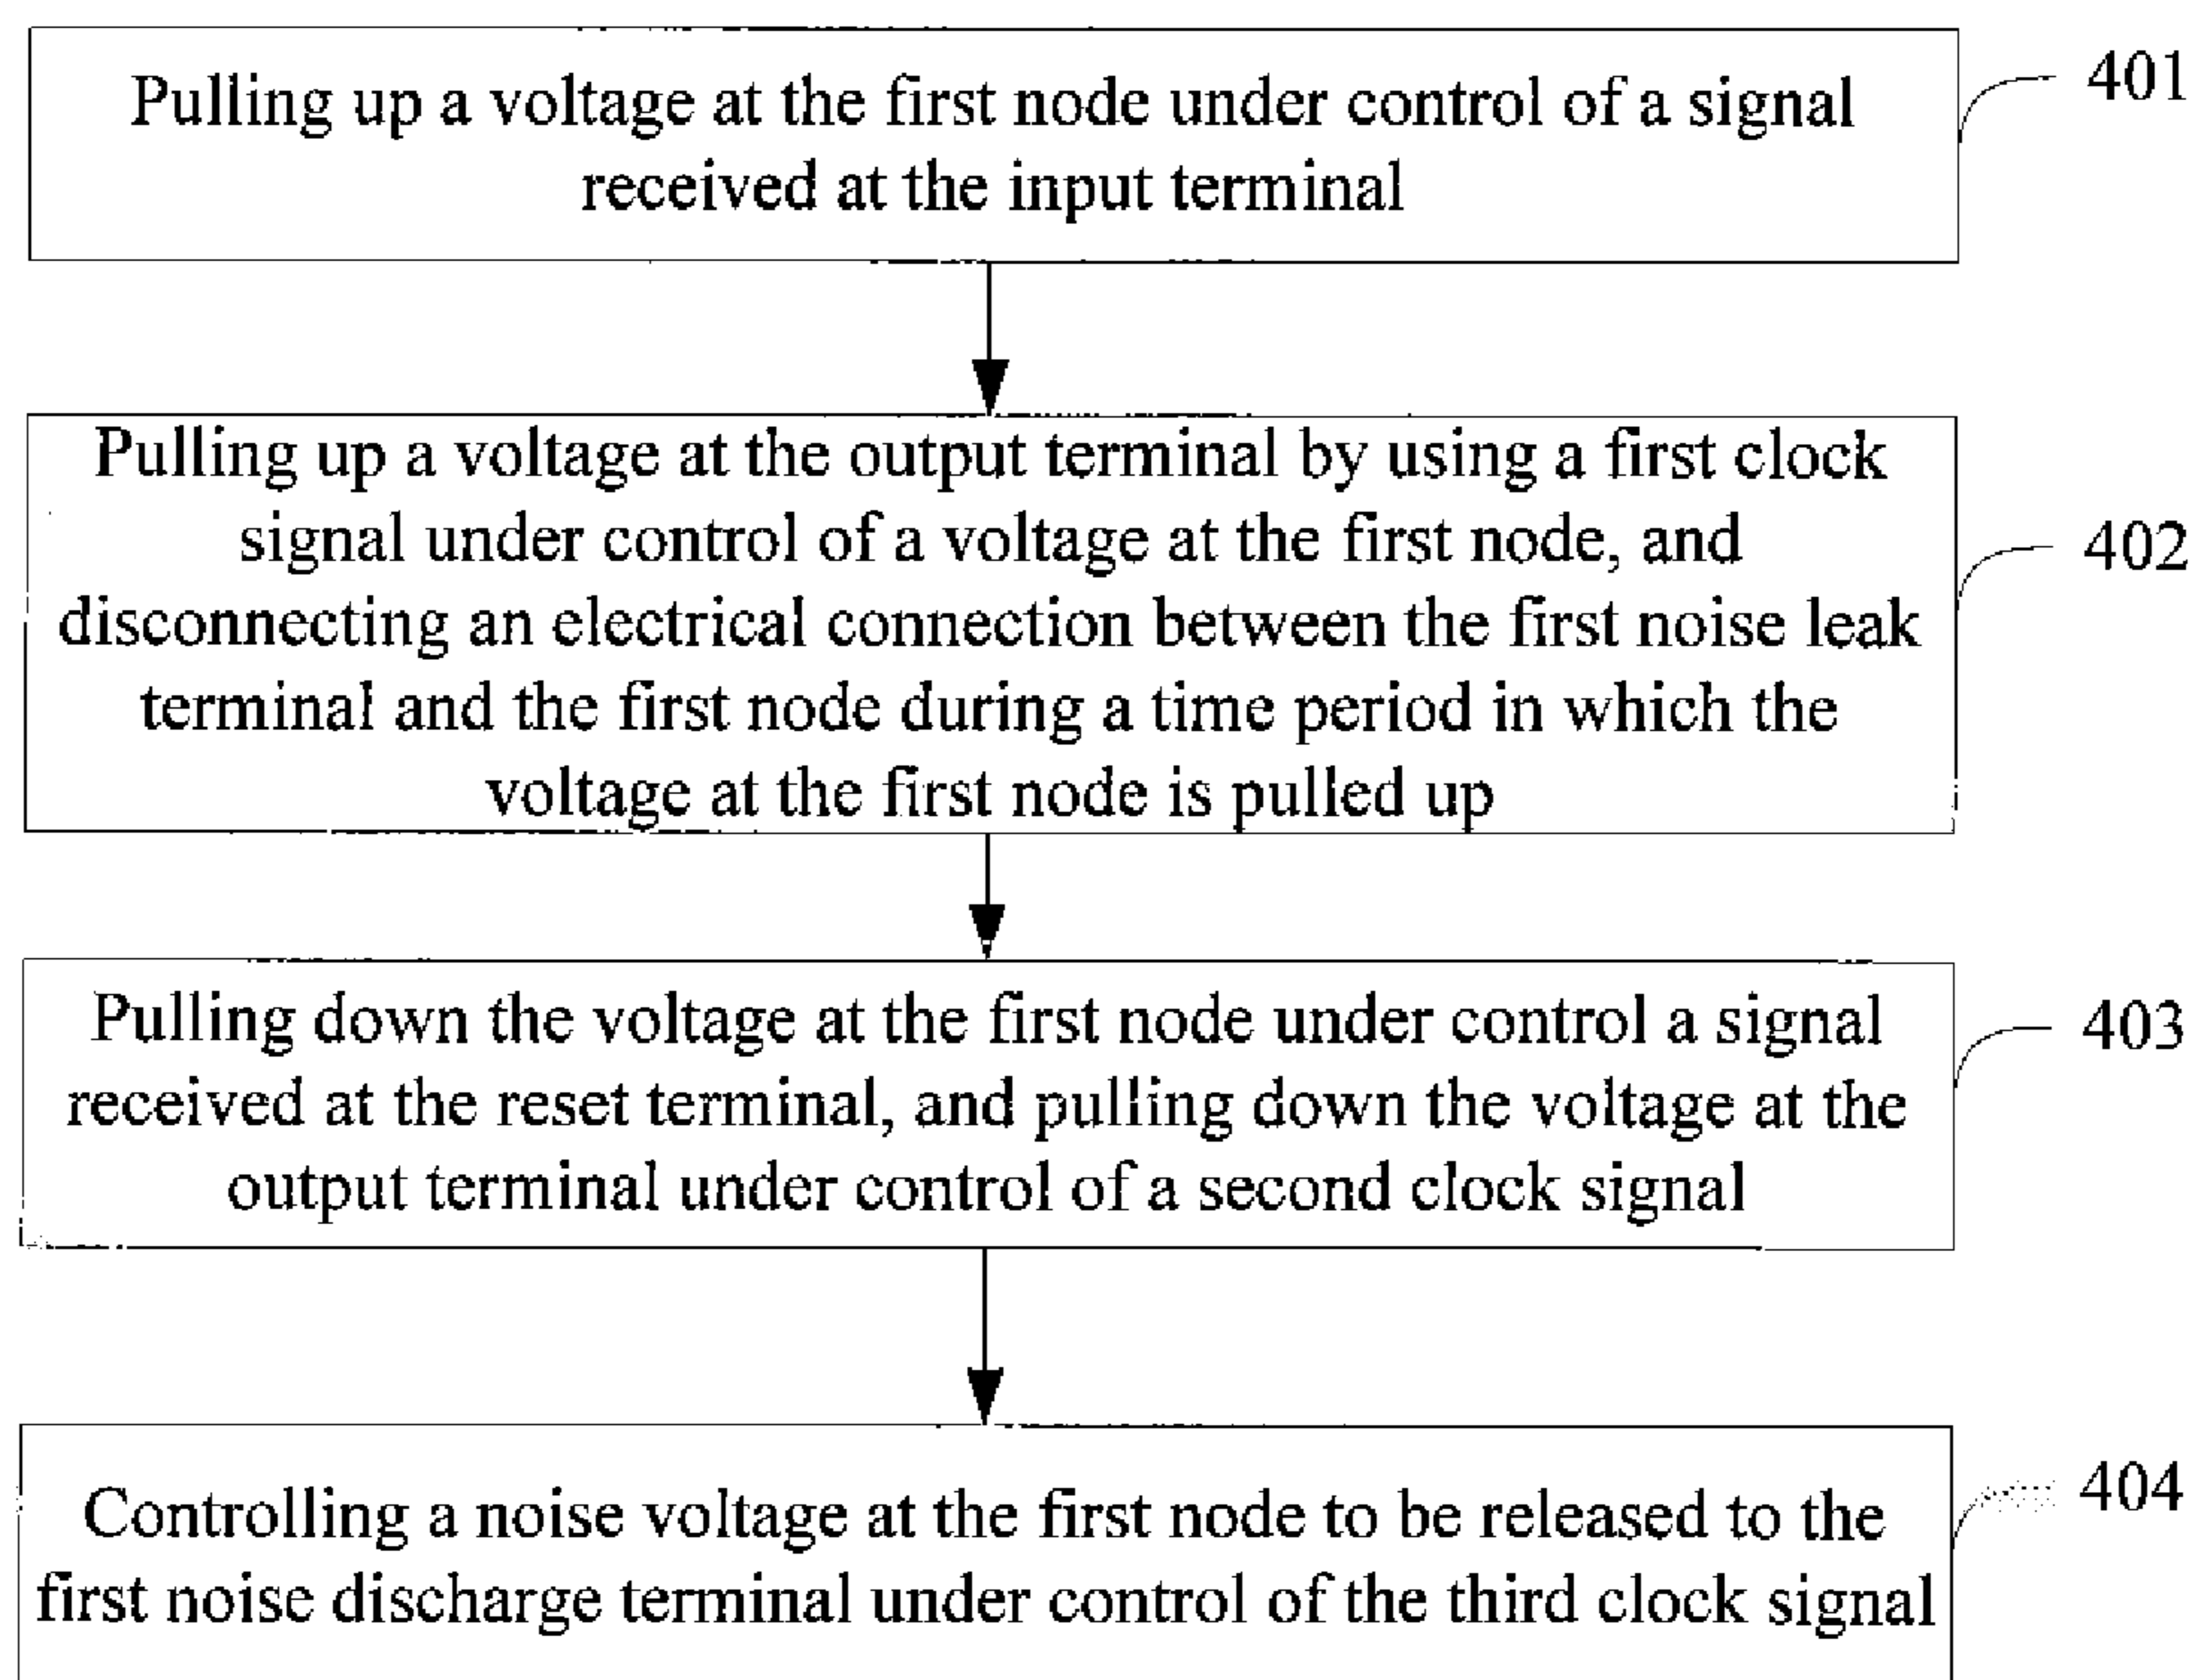 Pulling up a voltage at the first node under control of a signal
received at the input terminal
401
Pulling up a voltage at the output terminal by using a first clock
signal under control of a voltage at the first node, and
disconnecting an electrical connection between the first noise leak
terminal and the first node during a time period in which the
voltage at the first node is pulled up
402
Pulling down the voltage at the first node under control a signal
received at the reset terminal, and pulling down the voltage at the
output terminal under control of a second clock signal
403
Controlling a noise voltage at the first node to be released to the
first noise discharge terminal under control of the third clock signal
404